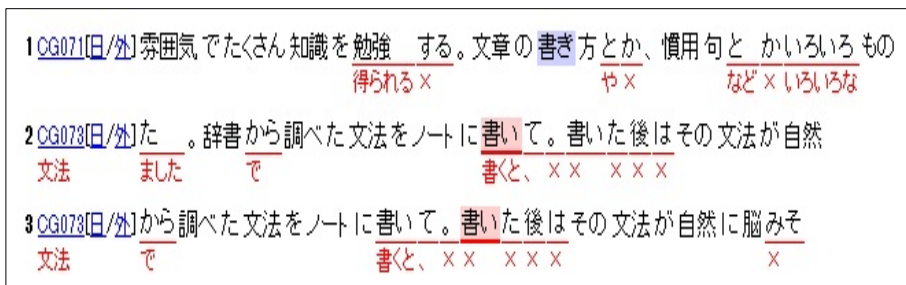 1 CG071[日/外]雰囲気でたくさん知識を勉強 する。文章の書き方とか、慣用句とかいろいろもの
得られる × や × など × いろいろな
2 CG073[日/外]た 。辞書から調べた文法をノートに書いて。書いた後はその文法が自然
文法 ました で 書くと、 × × × × ×
3 CG073[日/外]から調べた文法をノートに書いて。書いた後はその文法が自然に脳みそ
文法 で 書くと、 × × × × × ×